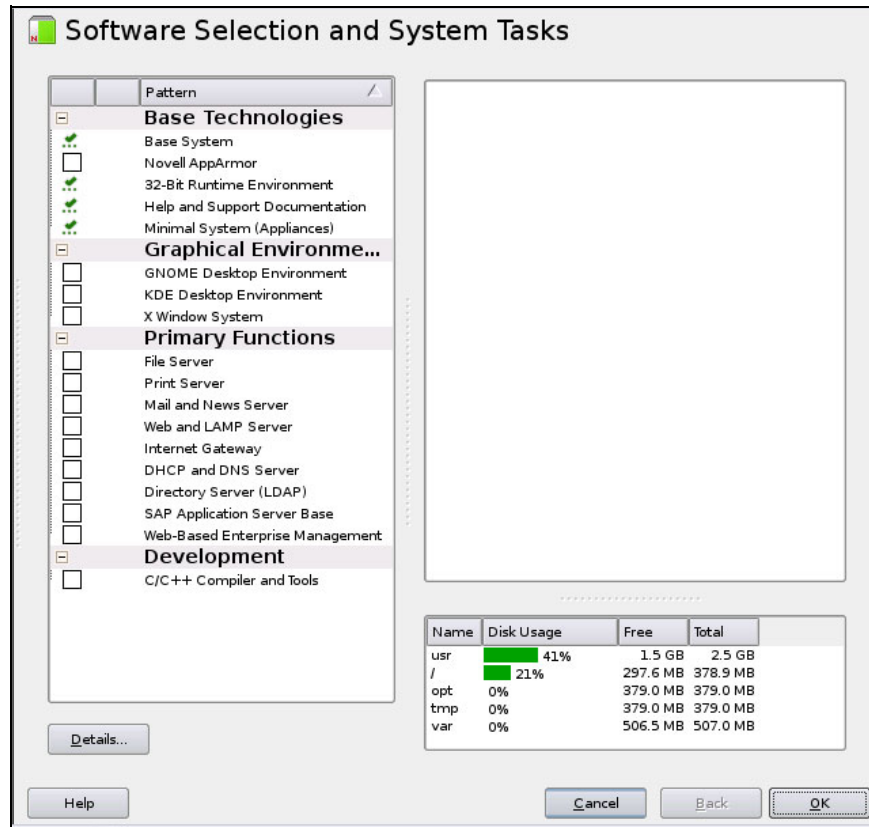 Software Selection and System Tasks
Pattern
Base Technologies
Base System
Novell AppArmor
32-Bit Runtime Environment
Help and Support Documentation
Minimal System (Appliances)
Graphical Environme...
GNOME Desktop Environment
KDE Desktop Environment
X Window System
Primary Functions
File Server
Print Server
Mail and News Server
Web and LAMP Server
Internet Gateway
DHCP and DNS Server
Directory Server (LDAP)
SAP Application Server Base
Web-Based Enterprise Management
Development
C/C++ Compiler and Tools
Name Disk Usage Free Total
usr 41% 1.5 GB 2.5 GB
/ 21% 297.6 MB 378.9 MB
opt 0% 379.0 MB 379.0 MB
tmp 0% 379.0 MB 379.0 MB
var 0% 506.5 MB 507.0 MB
Details...
Help Cancel Back OK